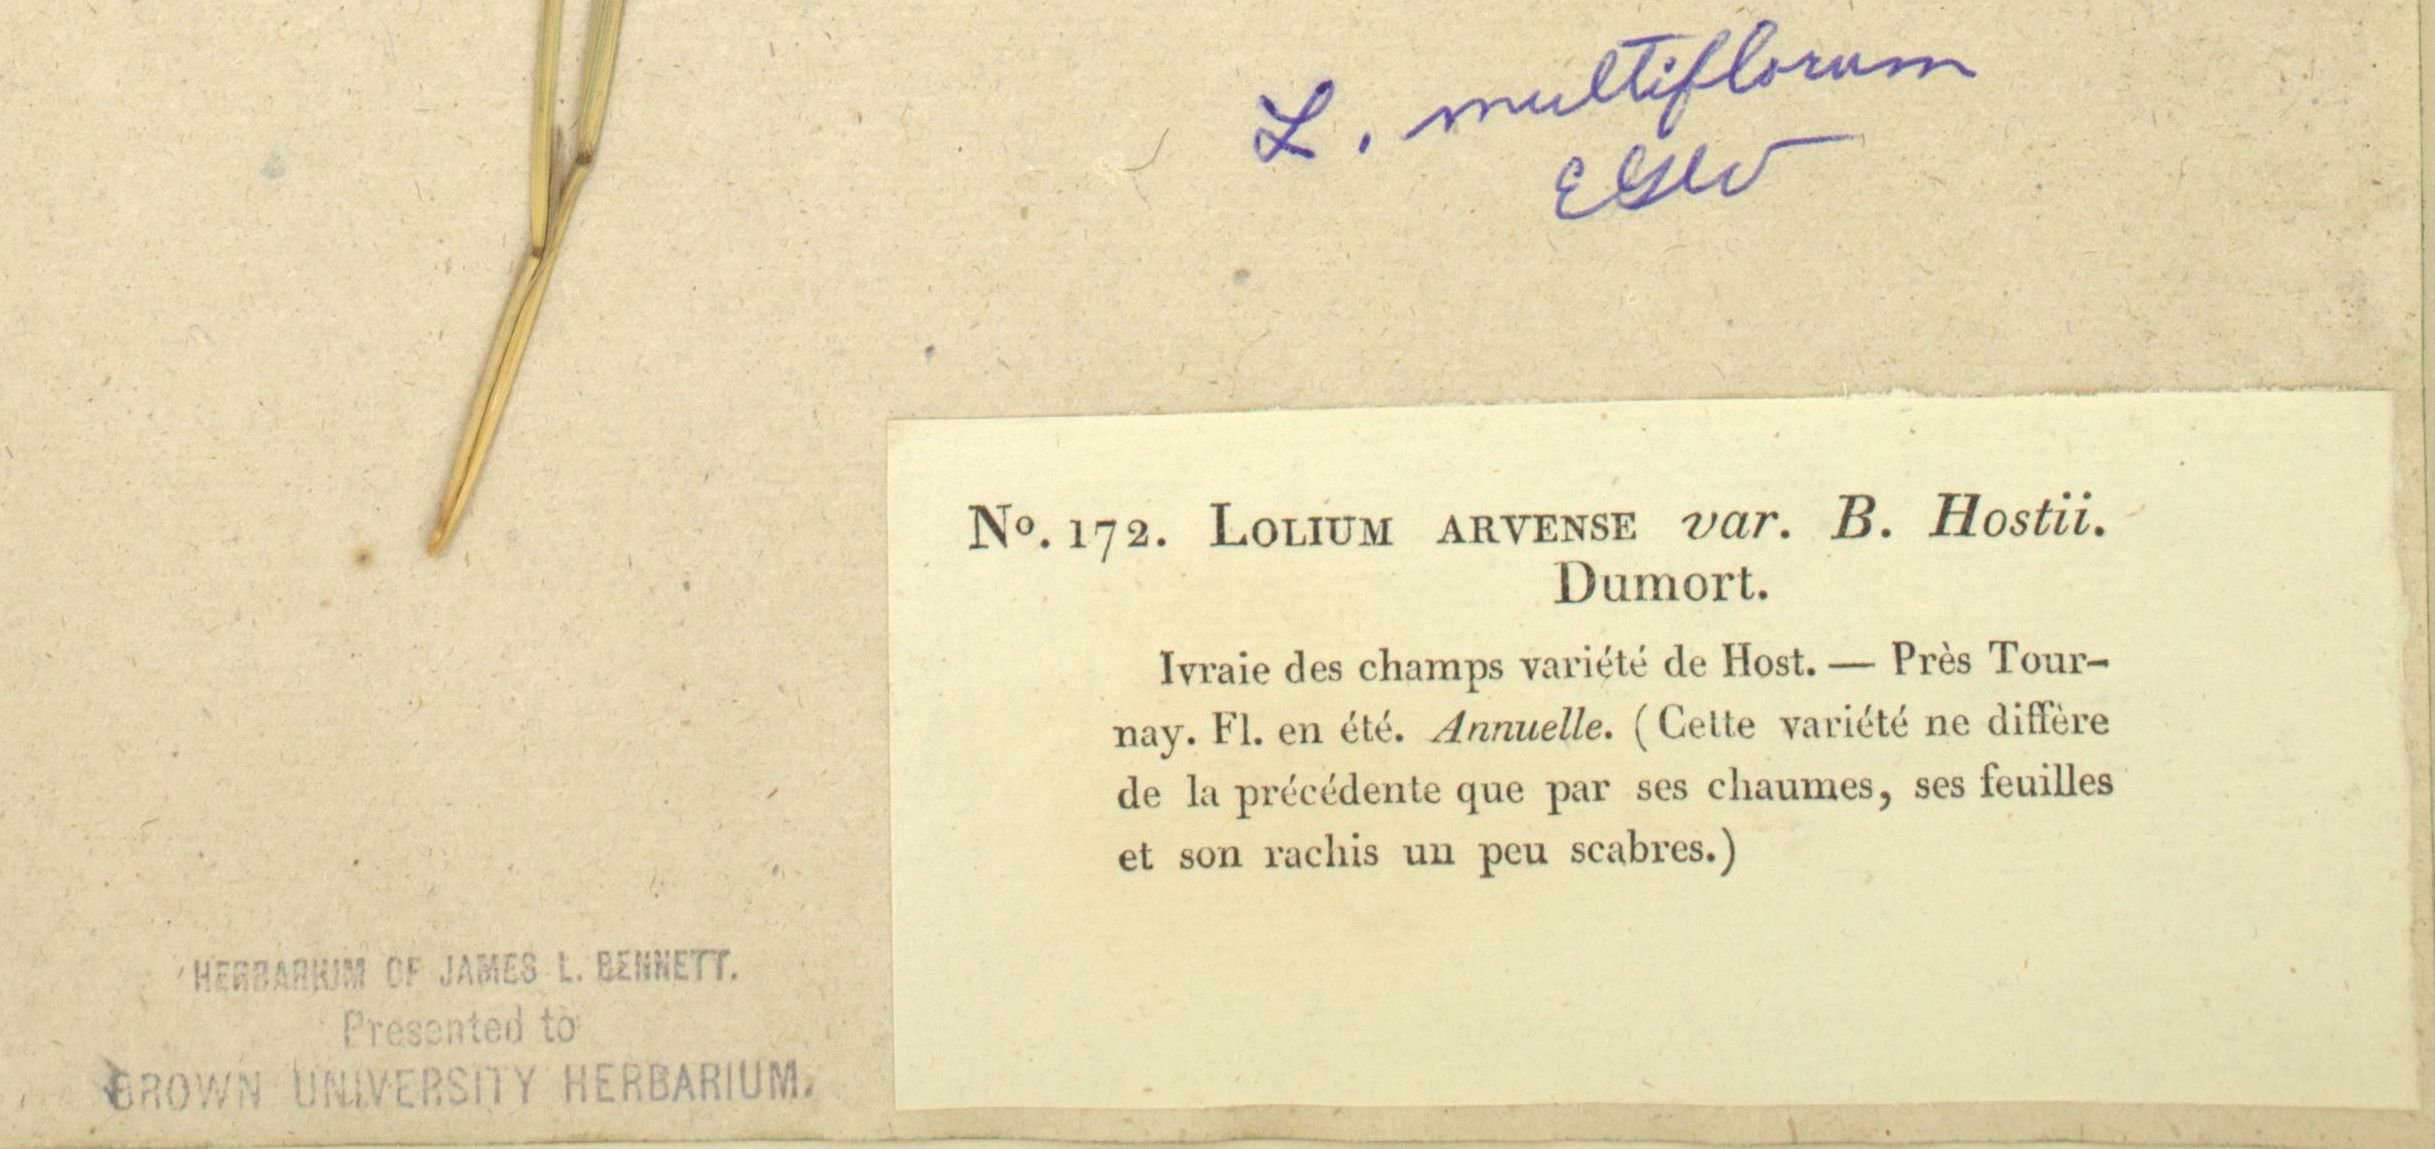 L. multiflorum
EGW
No. 172. LOLIUM ARVENSE var. B. Hostii.
Dumort.
Ivraie des champs variété de Host. — Près Tour-
nay. Fl. en été. Annuelle. (Cette variété ne diffère
de la précédente que par ses chaumes, ses feuilles
et son rachis un peu scabres.)
HERBARIUM OF JAMES L. BENNETT.
Presented to
BROWN UNIVERSITY HERBARIUM.